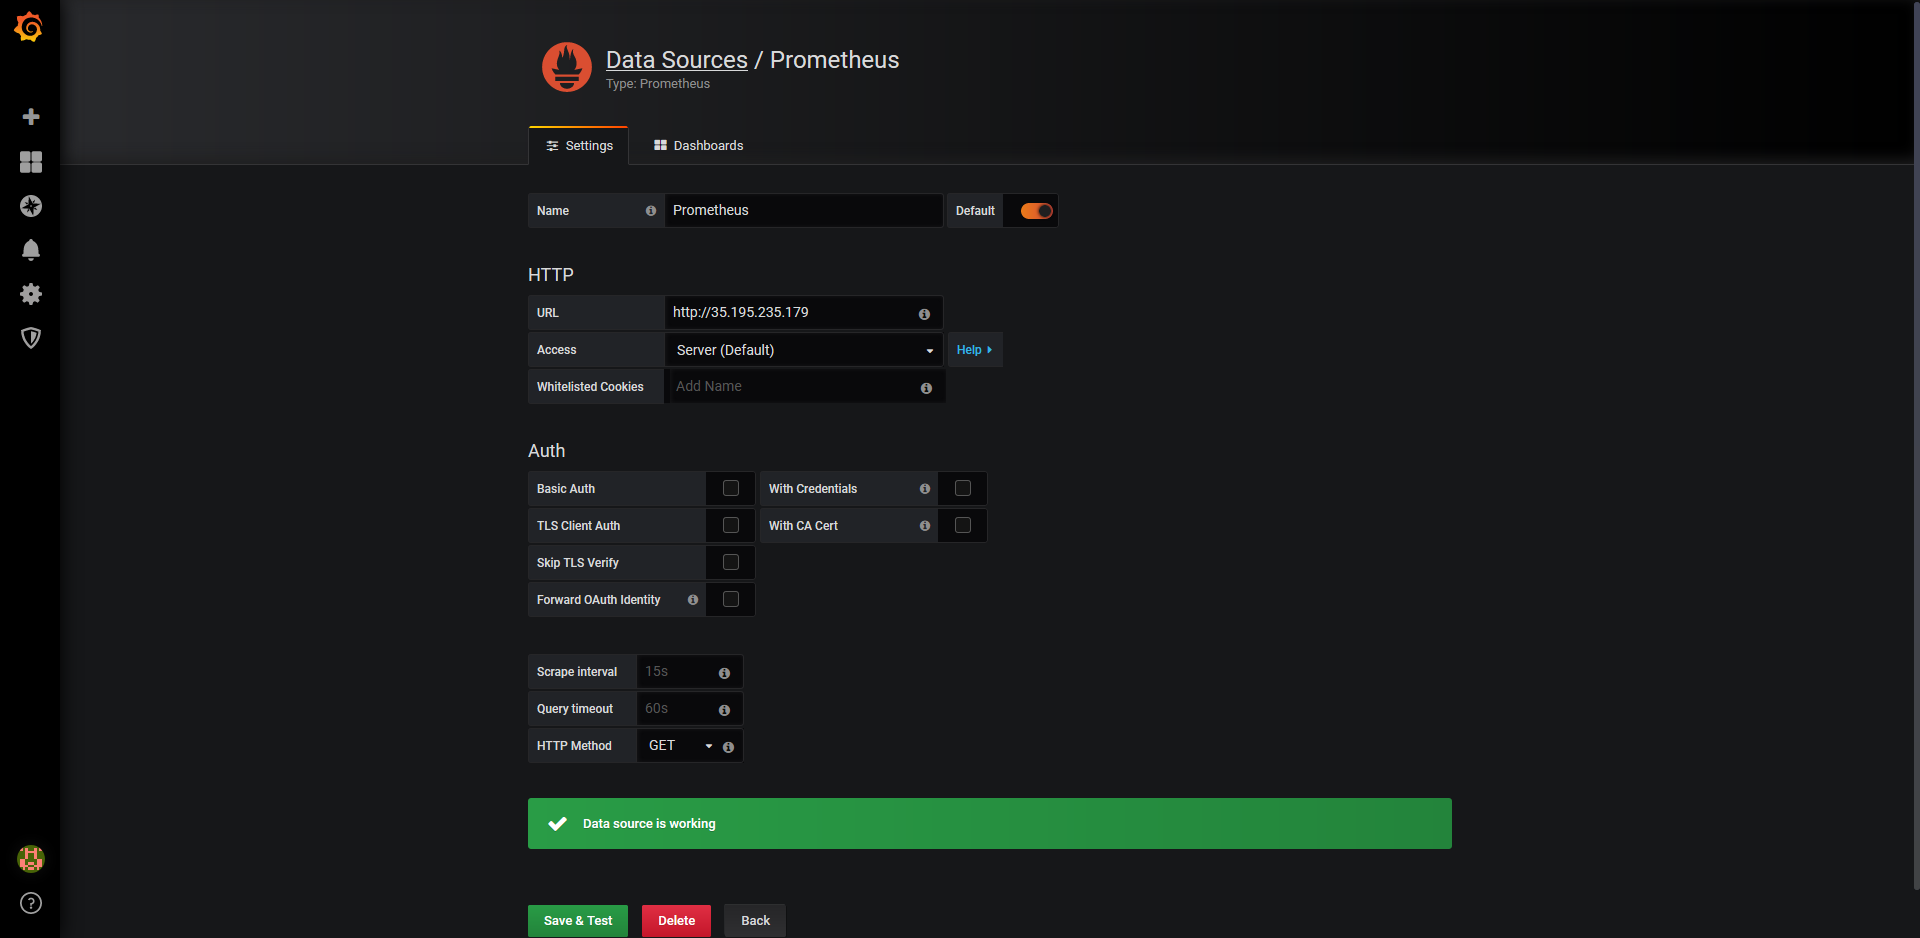 Data Sources / Prometheus
Type: Prometheus
Settings
Dashboards
Name
Prometheus
Default
HTTP
URL
http://35.195.235.179
Access
Server (Default)
Help
Whitelisted Cookies
Add Name
Auth
Basic Auth
With Credentials
TLS Client Auth
With CA Cert
Skip TLS Verify
Forward OAuth Identity
Scrape interval
15s
Query timeout
60s
HTTP Method
GET
Data source is working
Save & Test
Delete
Back